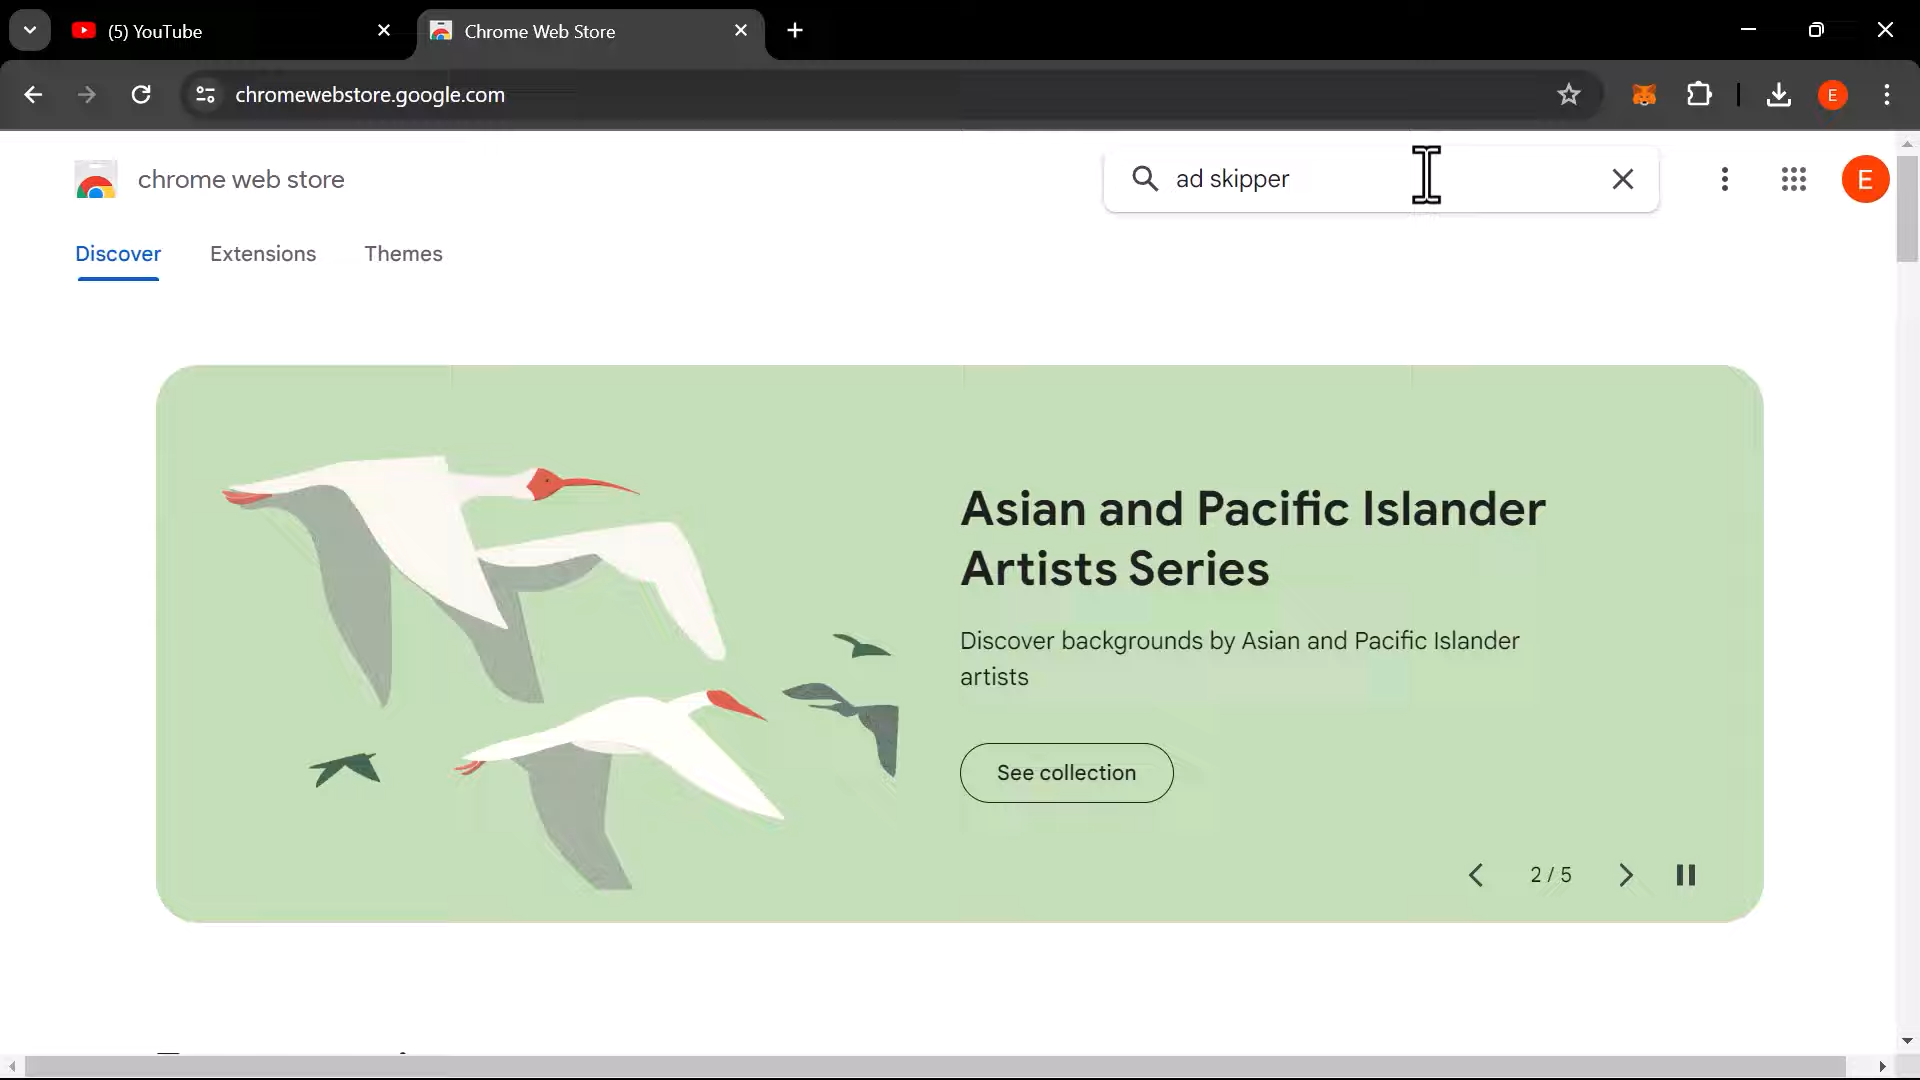 (5) YouTube
Chrome Web Store
chromewebstore.google.com
E
chrome web store
ad skipper
E
Discover
Extensions
Themes
Asian and Pacific Islander
Artists Series
Discover backgrounds by Asian and Pacific Islander
artists
See collection
2 / 5